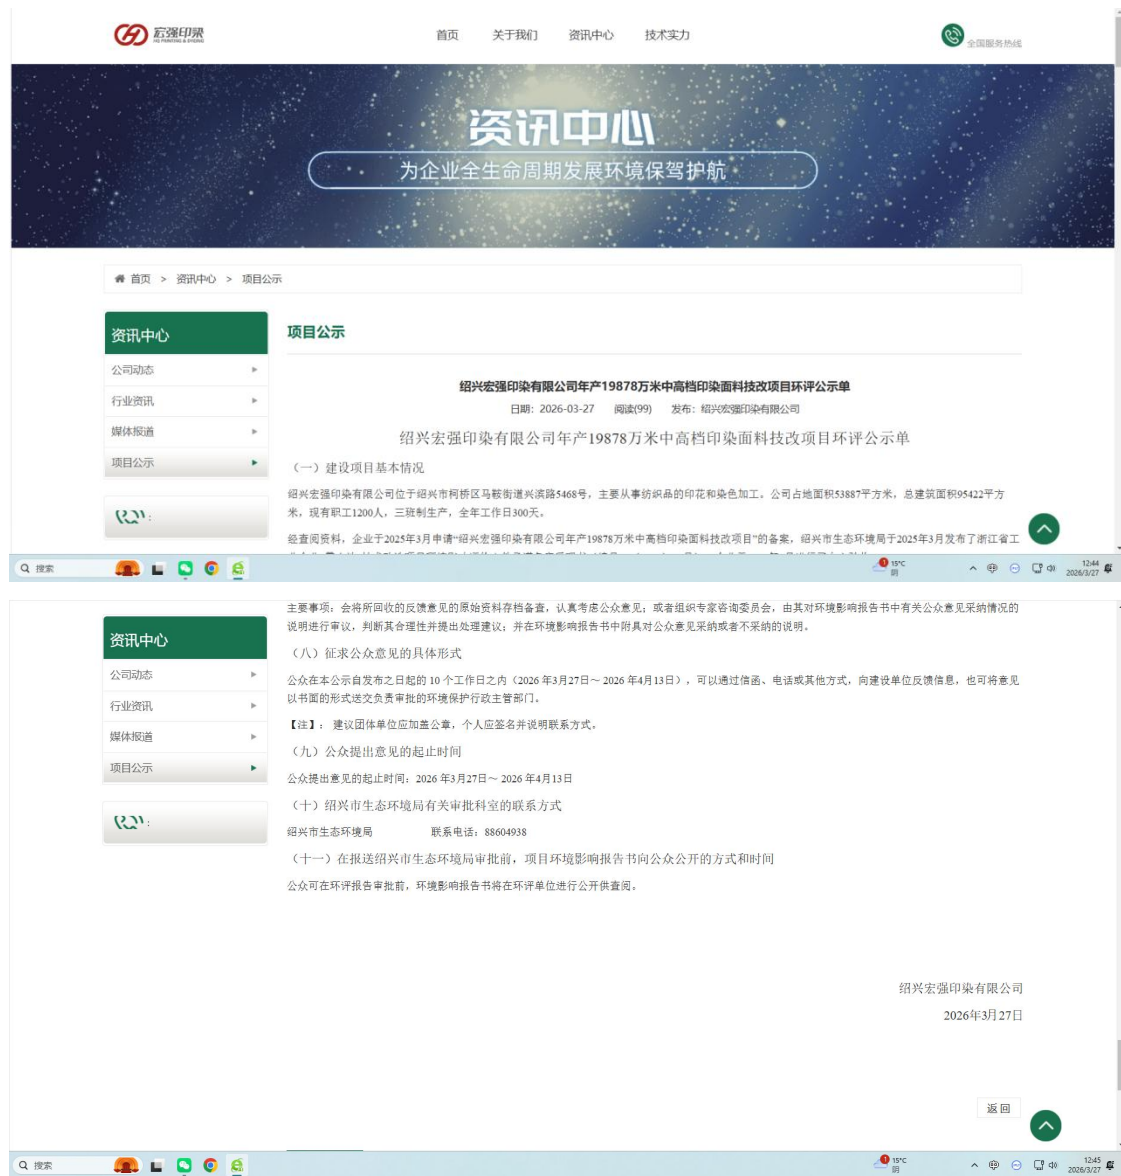 宏强印染
HQ PRINTING & DYEING
首页
关于我们
资讯中心
技术实力
全国服务热线
资讯中心
为企业全生命周期发展环境保驾护航
首页 > 资讯中心 > 项目公示
资讯中心
公司动态
行业资讯
媒体报道
项目公示
:
项目公示
绍兴宏强印染有限公司年产19878万米中高档印染面料技改项目环评公示单
日期：2026-03-27 阅读(99) 发布：绍兴宏强印染有限公司
绍兴宏强印染有限公司年产19878万米中高档印染面料技改项目环评公示单
（一）建设项目基本情况
绍兴宏强印染有限公司位于绍兴市柯桥区马鞍街道兴滨路5468号，主要从事纺织品的印花和染色加工。公司占地面积53887平方米，总建筑面积95422平方
米，现有职工1200人，三班制生产，全年工作日300天。
经查阅资料，企业于2025年3月申请“绍兴宏强印染有限公司年产19878万米中高档印染面料技改项目”的备案，绍兴市生态环境局于2025年3月发布了浙江省工
搜索
1
15°C
阴
中
12:44
2026/3/27
主要事项：会将所回收的反馈意见的原始资料存档备查，认真考虑公众意见；或者组织专家咨询委员会，由其对环境影响报告书中有关公众意见采纳情况的
说明进行审议，判断其合理性并提出处理建议；并在环境影响报告书中附具对公众意见采纳或者不采纳的说明。
资讯中心
公司动态
行业资讯
媒体报道
项目公示
:
（八）征求公众意见的具体形式
公众在本公示自发布之日起的 10 个工作日之内（2026 年3月27日～ 2026 年4月13日），可以通过信函、电话或其他方式，向建设单位反馈信息，也可将意见
以书面的形式送交负责审批的环境保护行政主管部门。
【注】： 建议团体单位应加盖公章，个人应签名并说明联系方式。
（九）公众提出意见的起止时间
公众提出意见的起止时间：2026 年3月27日～ 2026 年4月13日
（十）绍兴市生态环境局有关审批科室的联系方式
绍兴市生态环境局 联系电话：88604938
（十一）在报送绍兴市生态环境局审批前，项目环境影响报告书向公众公开的方式和时间
公众可在环评报告审批前，环境影响报告书将在环评单位进行公开供查阅。
绍兴宏强印染有限公司
2026年3月27日
返回
搜索
1
15°C
阴
中
12:45
2026/3/27